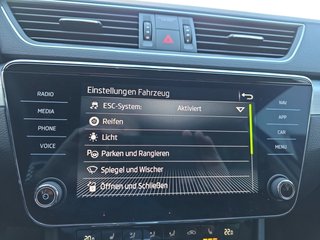 Einstellungen Fahrzeug
ESC-System: Aktiviert
Reifen
Licht
Parken und Rangieren
Spiegel und Wischer
Öffnen und Schließen
RADIO
MEDIA
PHONE
VOICE
NAV
APP
CAR
MENU